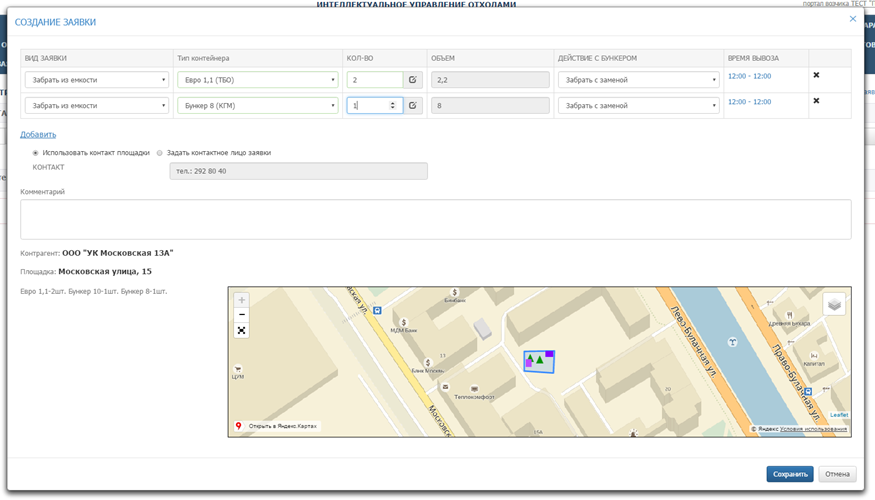 ИНТЕЛЛЕКТУАЛЬНОЕ УПРАВЛЕНИЕ ОТХОДАМИ
портал возчика ТЕСТ "Г
СОЗДАНИЕ ЗАЯВКИ
ВИД ЗАЯВКИ Тип контейнера КОЛ-ВО ОБЪЕМ ДЕЙСТВИЕ С БУНКЕРОМ ВРЕМЯ ВЫВОЗА
Забрать из емкости Евро 1,1 (ТБО) 2 2,2 Забрать с заменой 12:00 - 12:00
Забрать из емкости Бункер 8 (КГМ) 1 8 Забрать с заменой 12:00 - 12:00
Добавить
Использовать контакт площадки Задать контактное лицо заявки
КОНТАКТ тел.: 292 80 40
Комментарий
Контрагент: ООО "УК Московская 13А"
Площадка: Московская улица, 15
Евро 1,1-2шт. Бункер 10-1шт. Бункер 8-1шт.
+
−
Бинбанк
МДМ Банк
13
Банк Москвы
ЦУМ
17
Теплокомфорт
Московск
15А
20
вская ул.
Лево-Булачная ул.
Право-Булачная ул.
Древняя Бухара
Капитал
Leaflet
Открыть в Яндекс.Картах
© Яндекс Условия использования
Сохранить Отмена